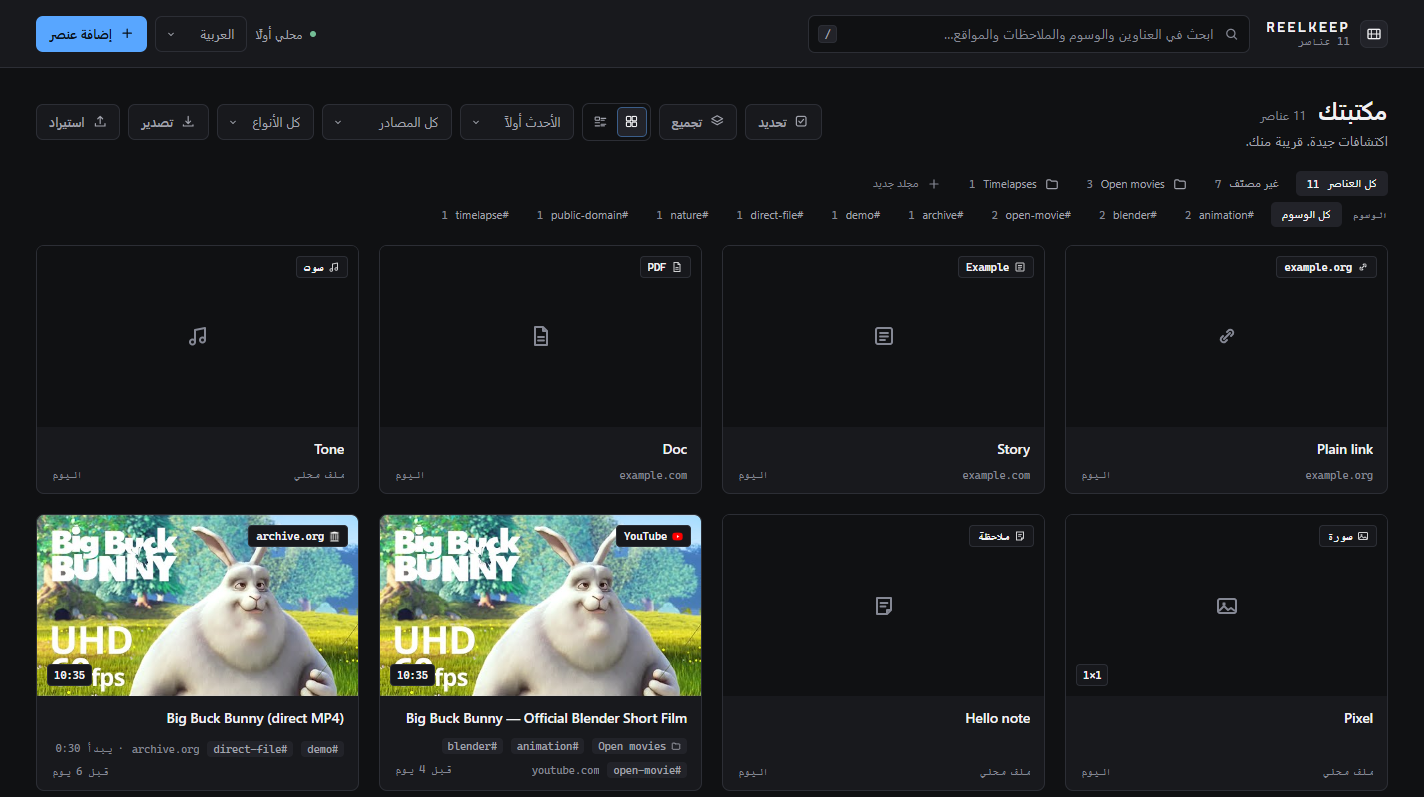 REELKEEP
11 عناصر
ابحث في العناوين والوسوم والملاحظات والمواقع...
/
محلي أولًا
العربية
إضافة عنصر
مكتبتك
11 عناصر
اكتشافات جيدة. قريبة منك.
تحديد
تجميع
الأحدث أولاً
كل المصادر
كل الأنواع
تصدير
استيراد
كل العناصر 11
غير مصنّف 7
Open movies 3
Timelapses 1
مجلد جديد
الوسوم
كل الوسوم
#animation 2
#blender 2
#open-movie 2
#archive 1
#demo 1
#direct-file 1
#nature 1
#public-domain 1
#timelapse 1
example.org
Plain link
example.org
اليوم
Example
Story
example.com
اليوم
PDF
Doc
example.com
اليوم
صوت
Tone
ملف محلي
اليوم
صورة
1×1
Pixel
ملف محلي
اليوم
ملاحظة
Hello note
ملف محلي
اليوم
YouTube
Big Buck
BUNNY
UHD
fps
10:35
Big Buck Bunny — Official Blender Short Film
Open movies
#animation
#blender
#open-movie
youtube.com
قبل 4 يوم
archive.org
Big Buck
BUNNY
UHD
fps
10:35
Big Buck Bunny (direct MP4)
#demo
#direct-file
archive.org · يبدأ 0:30
قبل 6 يوم